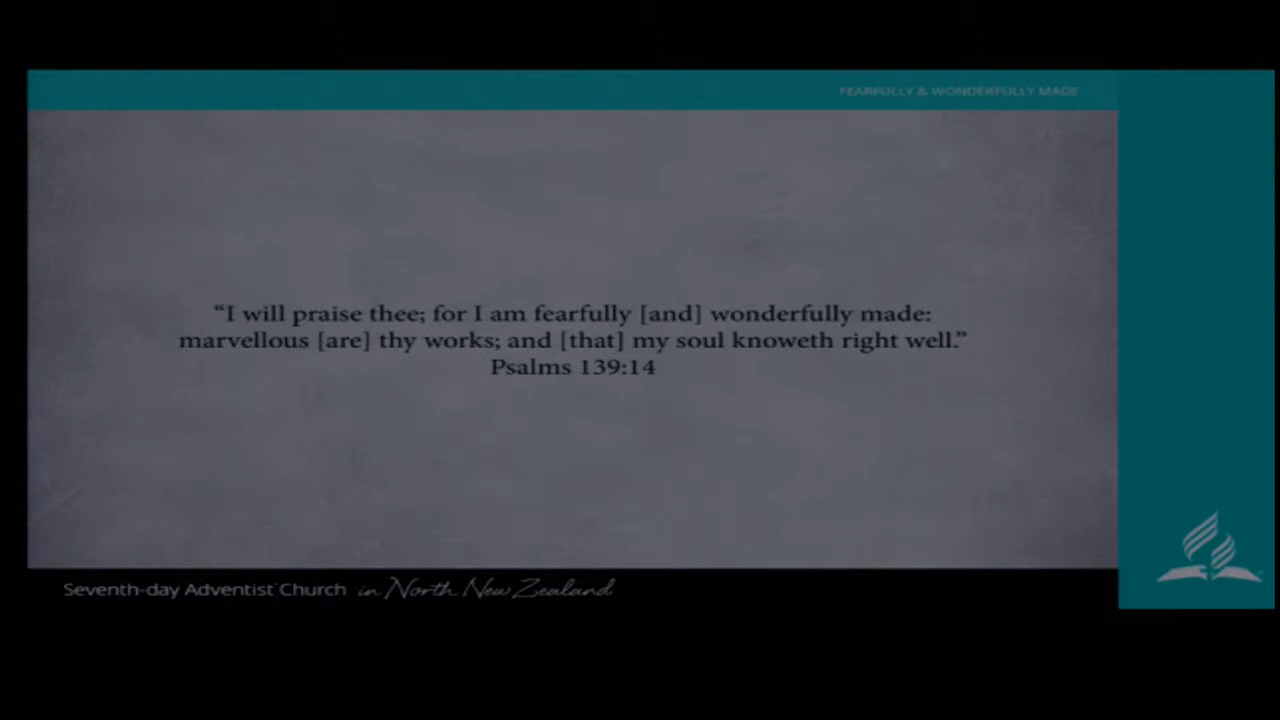 FEARFULLY & WONDERFULLY MADE
“I will praise thee; for I am fearfully [and] wonderfully made:
marvellous [are] thy works; and [that] my soul knoweth right well.”
Psalms 139:14
Seventh-day Adventist Church in North New Zealand